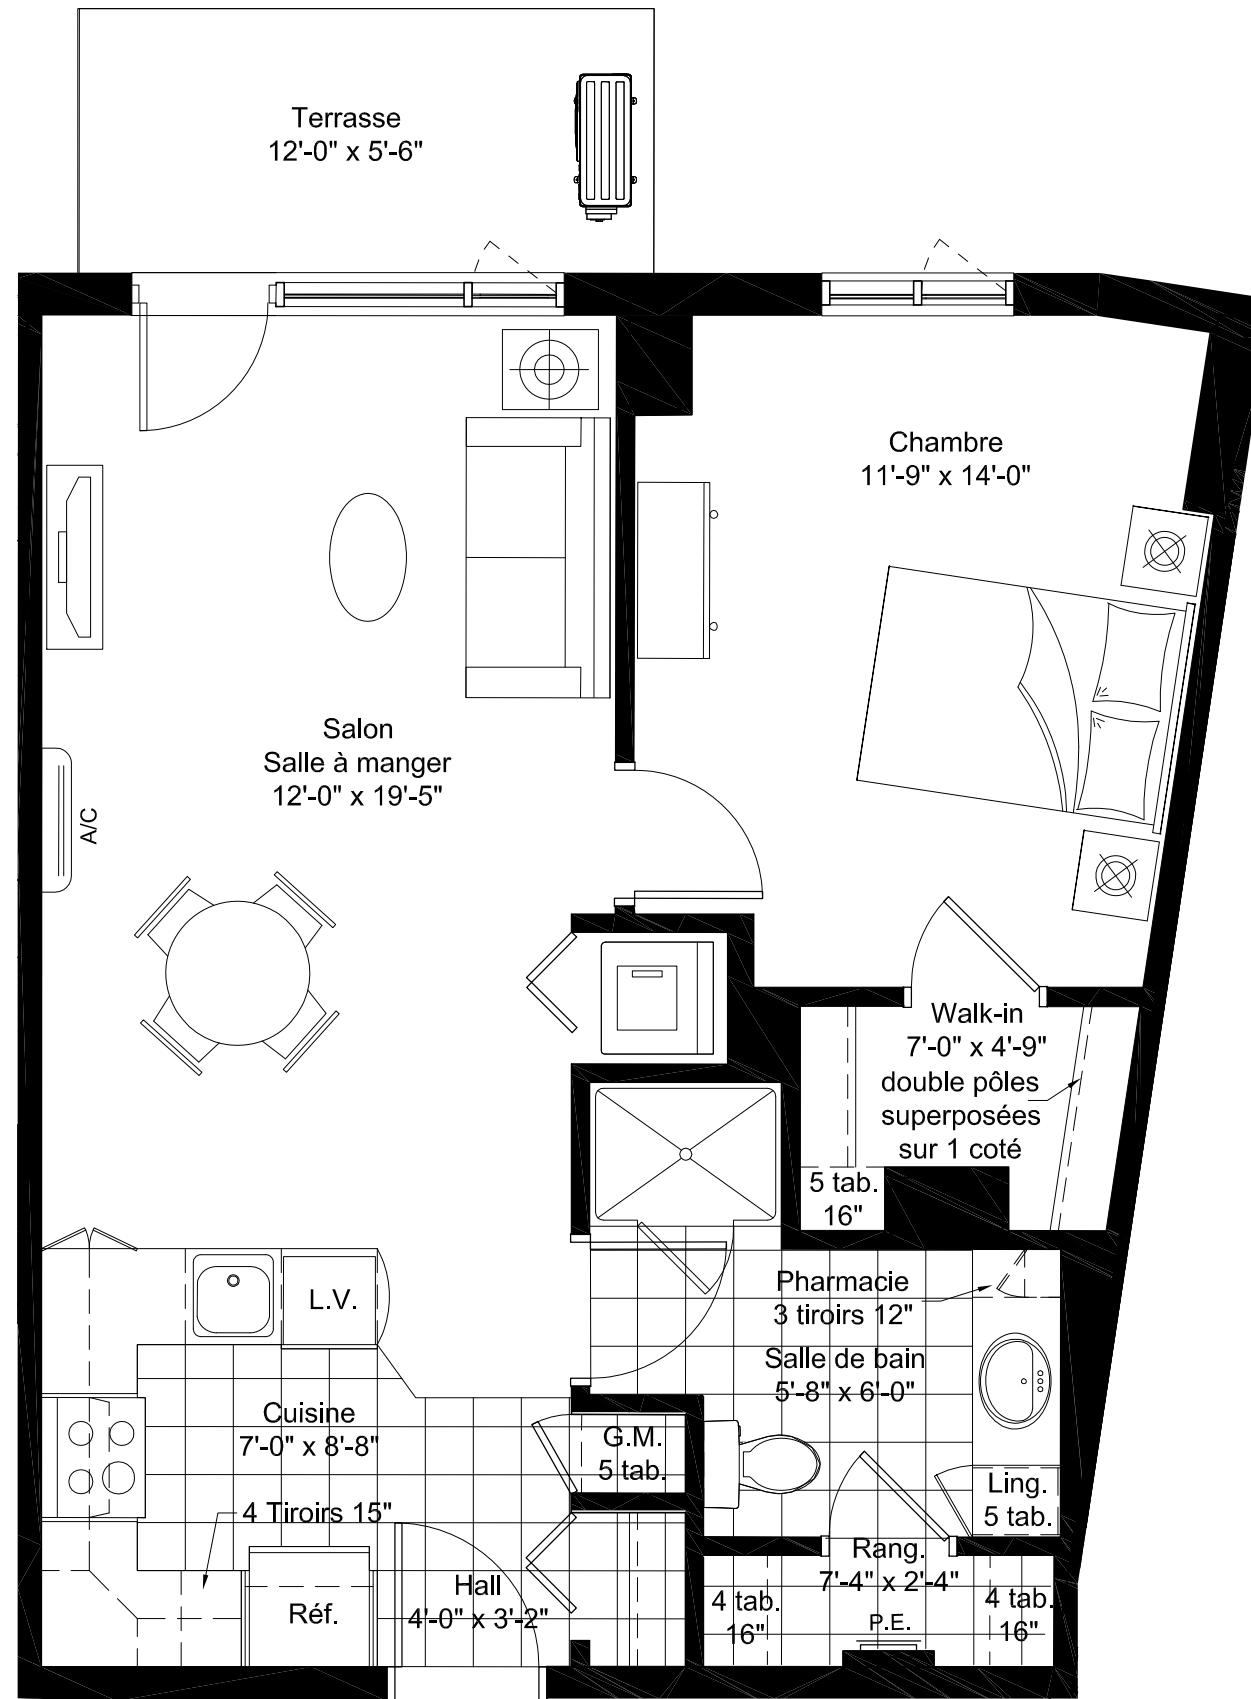 Terrasse
12'-0" x 5'-6"
Chambre
11'-9" x 14'-0"
Salon
Salle à manger
12'-0" x 19'-5"
A/C
Walk-in
7'-0" x 4'-9"
double pôles
superposées
sur 1 coté
5 tab.
16"
L.V.
Pharmacie
3 tiroirs 12"
Salle de bain
5'-8" x 6'-0"
Cuisine
7'-0" x 8'-8"
G.M.
5 tab.
Ling.
5 tab.
4 Tiroirs 15"
Réf.
Hall
4'-0" x 3'-2"
Rang.
7'-4" x 2'-4"
4 tab.
16"
P.E.
4 tab.
16"